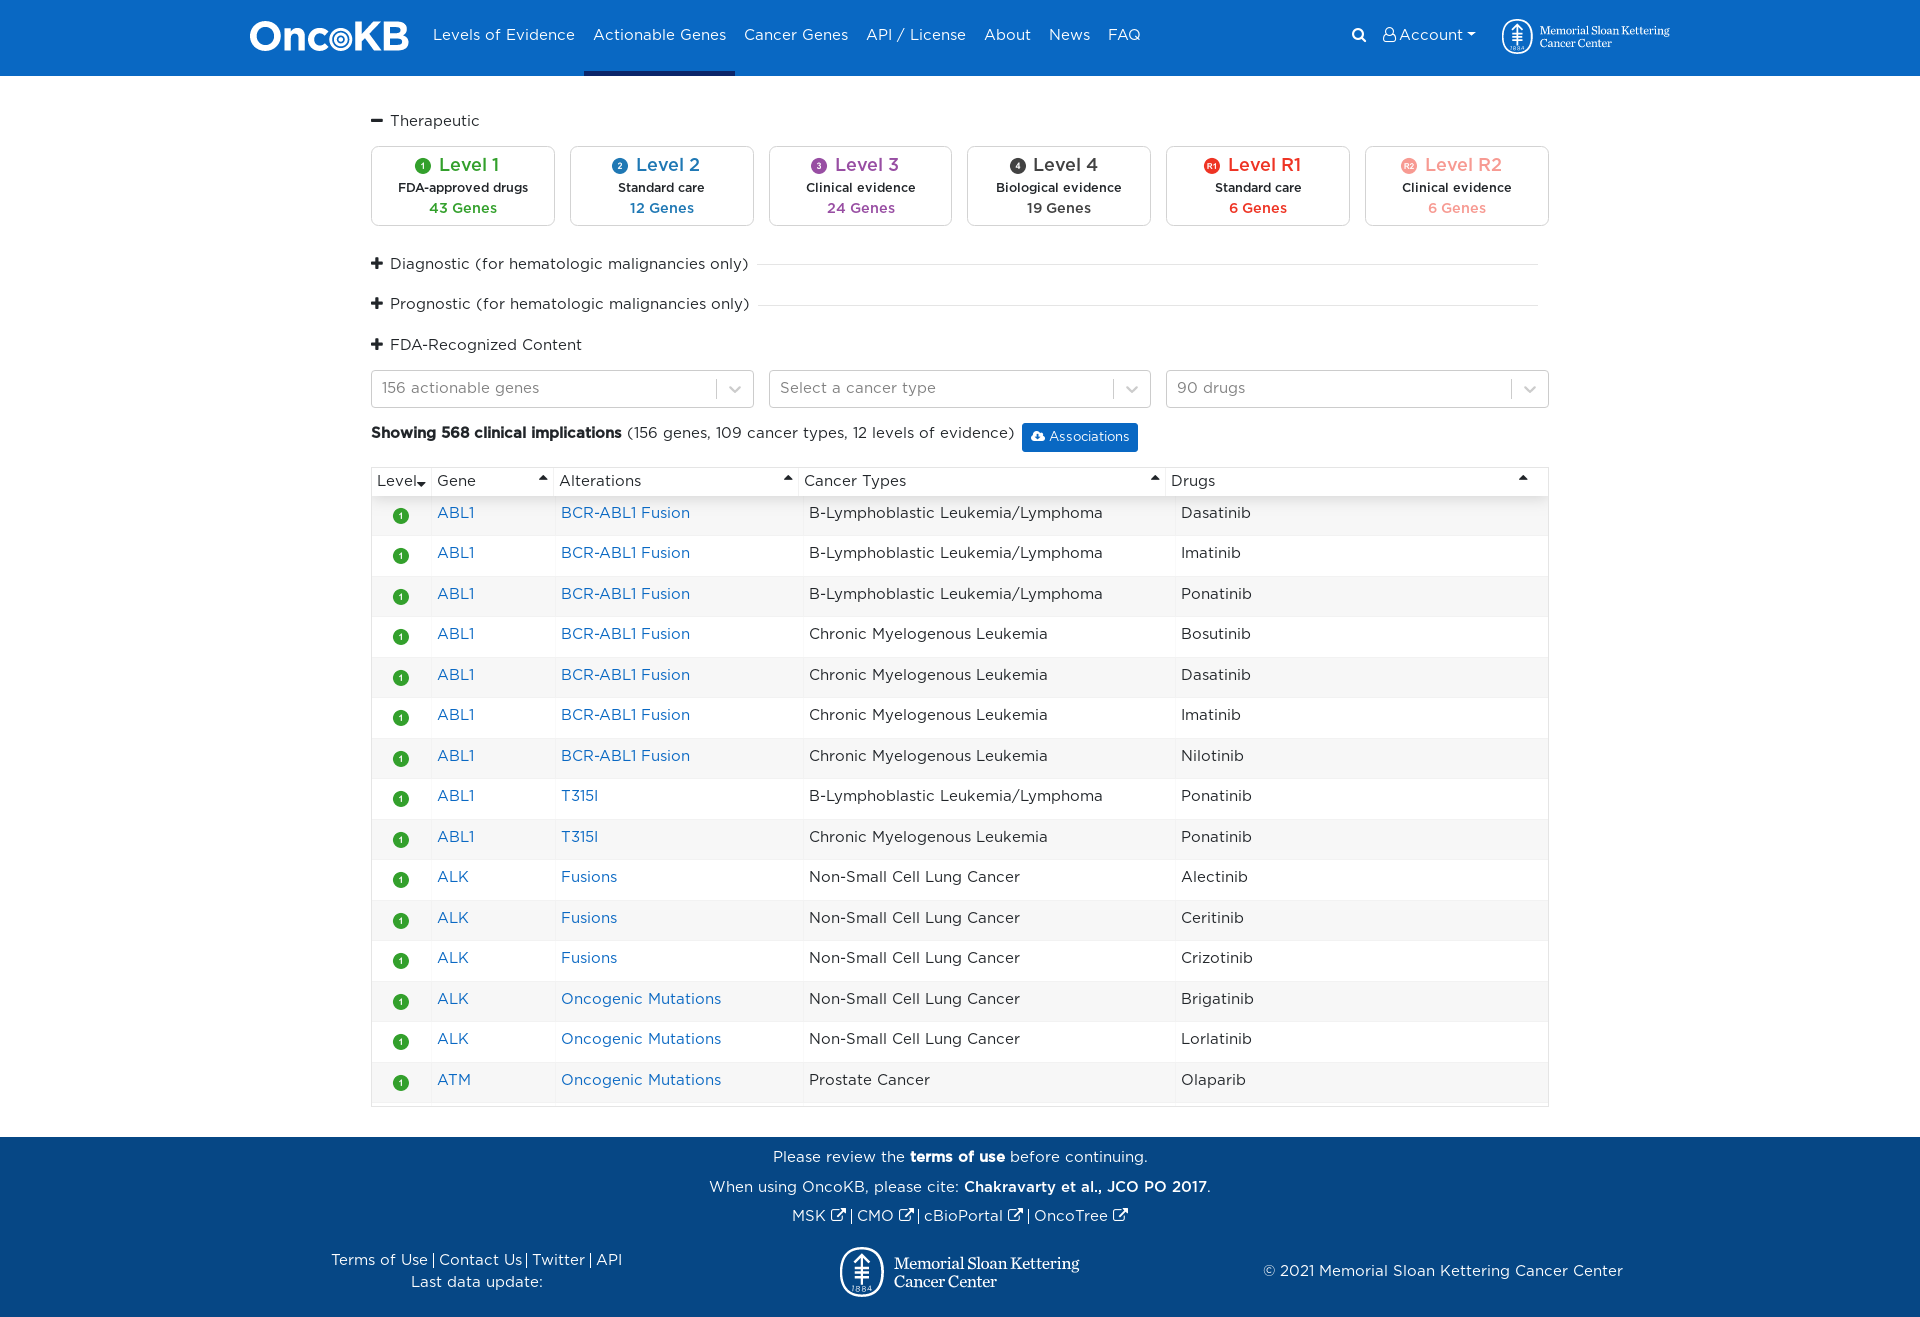 OncoKB Levels of Evidence Actionable Genes Cancer Genes API / License About News FAQ Account Memorial Sloan Kettering
Cancer Center
1884
Therapeutic
1 Level 1 2 Level 2 3 Level 3 4 Level 4 R1 Level R1 R2 Level R2
FDA-approved drugs Standard care Clinical evidence Biological evidence Standard care Clinical evidence
43 Genes 12 Genes 24 Genes 19 Genes 6 Genes 6 Genes
Diagnostic (for hematologic malignancies only)
Prognostic (for hematologic malignancies only)
FDA-Recognized Content
156 actionable genes Select a cancer type 90 drugs
Showing 568 clinical implications (156 genes, 109 cancer types, 12 levels of evidence) Associations
Level Gene Alterations Cancer Types Drugs
1 ABL1 BCR-ABL1 Fusion B-Lymphoblastic Leukemia/Lymphoma Dasatinib
1 ABL1 BCR-ABL1 Fusion B-Lymphoblastic Leukemia/Lymphoma Imatinib
1 ABL1 BCR-ABL1 Fusion B-Lymphoblastic Leukemia/Lymphoma Ponatinib
1 ABL1 BCR-ABL1 Fusion Chronic Myelogenous Leukemia Bosutinib
1 ABL1 BCR-ABL1 Fusion Chronic Myelogenous Leukemia Dasatinib
1 ABL1 BCR-ABL1 Fusion Chronic Myelogenous Leukemia Imatinib
1 ABL1 BCR-ABL1 Fusion Chronic Myelogenous Leukemia Nilotinib
1 ABL1 T315I B-Lymphoblastic Leukemia/Lymphoma Ponatinib
1 ABL1 T315I Chronic Myelogenous Leukemia Ponatinib
1 ALK Fusions Non-Small Cell Lung Cancer Alectinib
1 ALK Fusions Non-Small Cell Lung Cancer Ceritinib
1 ALK Fusions Non-Small Cell Lung Cancer Crizotinib
1 ALK Oncogenic Mutations Non-Small Cell Lung Cancer Brigatinib
1 ALK Oncogenic Mutations Non-Small Cell Lung Cancer Lorlatinib
1 ATM Oncogenic Mutations Prostate Cancer Olaparib
Please review the terms of use before continuing.
When using OncoKB, please cite: Chakravarty et al., JCO PO 2017.
MSK | CMO | cBioPortal | OncoTree
Terms of Use | Contact Us | Twitter | API
Last data update:
Memorial Sloan Kettering
Cancer Center
1884
© 2021 Memorial Sloan Kettering Cancer Center